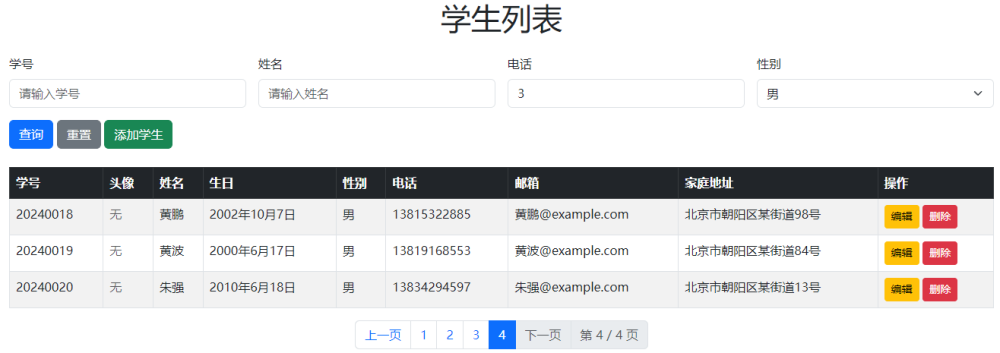 学生列表
学号 姓名 电话 性别
请输入学号 请输入姓名 3 男
查询 重置 添加学生
学号 头像 姓名 生日 性别 电话 邮箱 家庭地址 操作
20240018 无 黄鹏 2002年10月7日 男 13815322885 黄鹏@example.com 北京市朝阳区某街道98号 编辑 删除
20240019 无 黄波 2000年6月17日 男 13819168553 黄波@example.com 北京市朝阳区某街道84号 编辑 删除
20240020 无 朱强 2010年6月18日 男 13834294597 朱强@example.com 北京市朝阳区某街道13号 编辑 删除
上一页 1 2 3 4 下一页 第 4 / 4 页